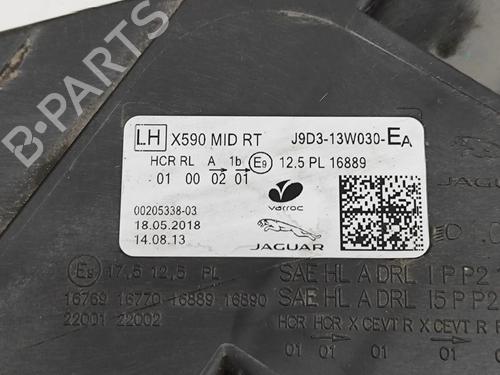 LH X590 MID RT J9D3-13W030-EA
HCR RL A 1b E9 12.5 PL 16889
01 00 02 01
00205338-03
18.05.2018
14.08.13
varroc
JAGUAR
JAGUAR
E9 17,5 12,5 PL
16769 16770 16889 16890
22001 22002
SAE HL A DRL I P P2
SAE HL A DRL I5 P P2
HCR HCR X CEVT R X CEVT R
01 01 01 01 01
B-PARTS